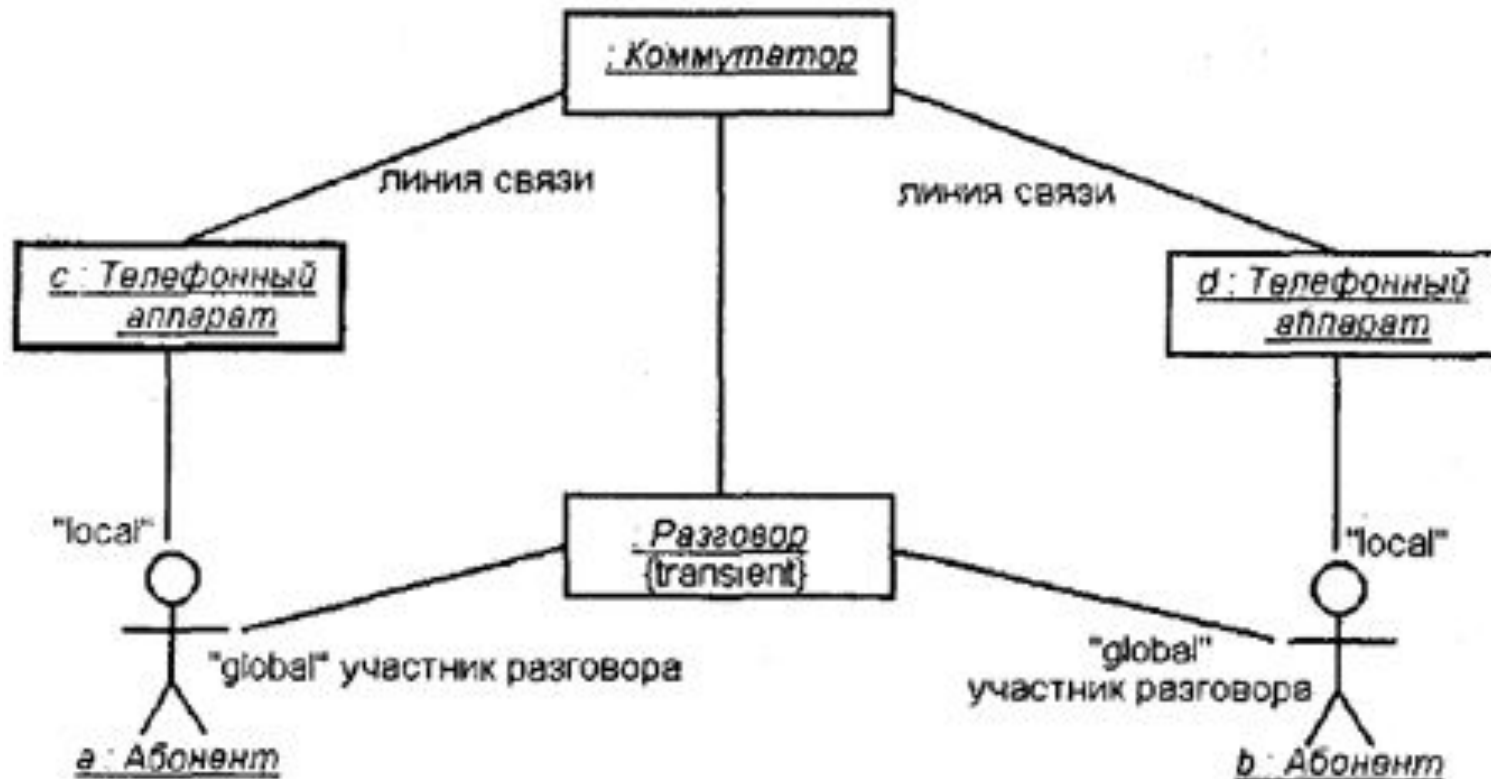 : Коммутатор
линия связи
линия связи
c : Телефонный
аппарат
d : Телефонный
аппарат
"local"
"local"
: Разговор
{transient}
"global" участник разговора
"global"
участник разговора
a : Абонент
b : Абонент